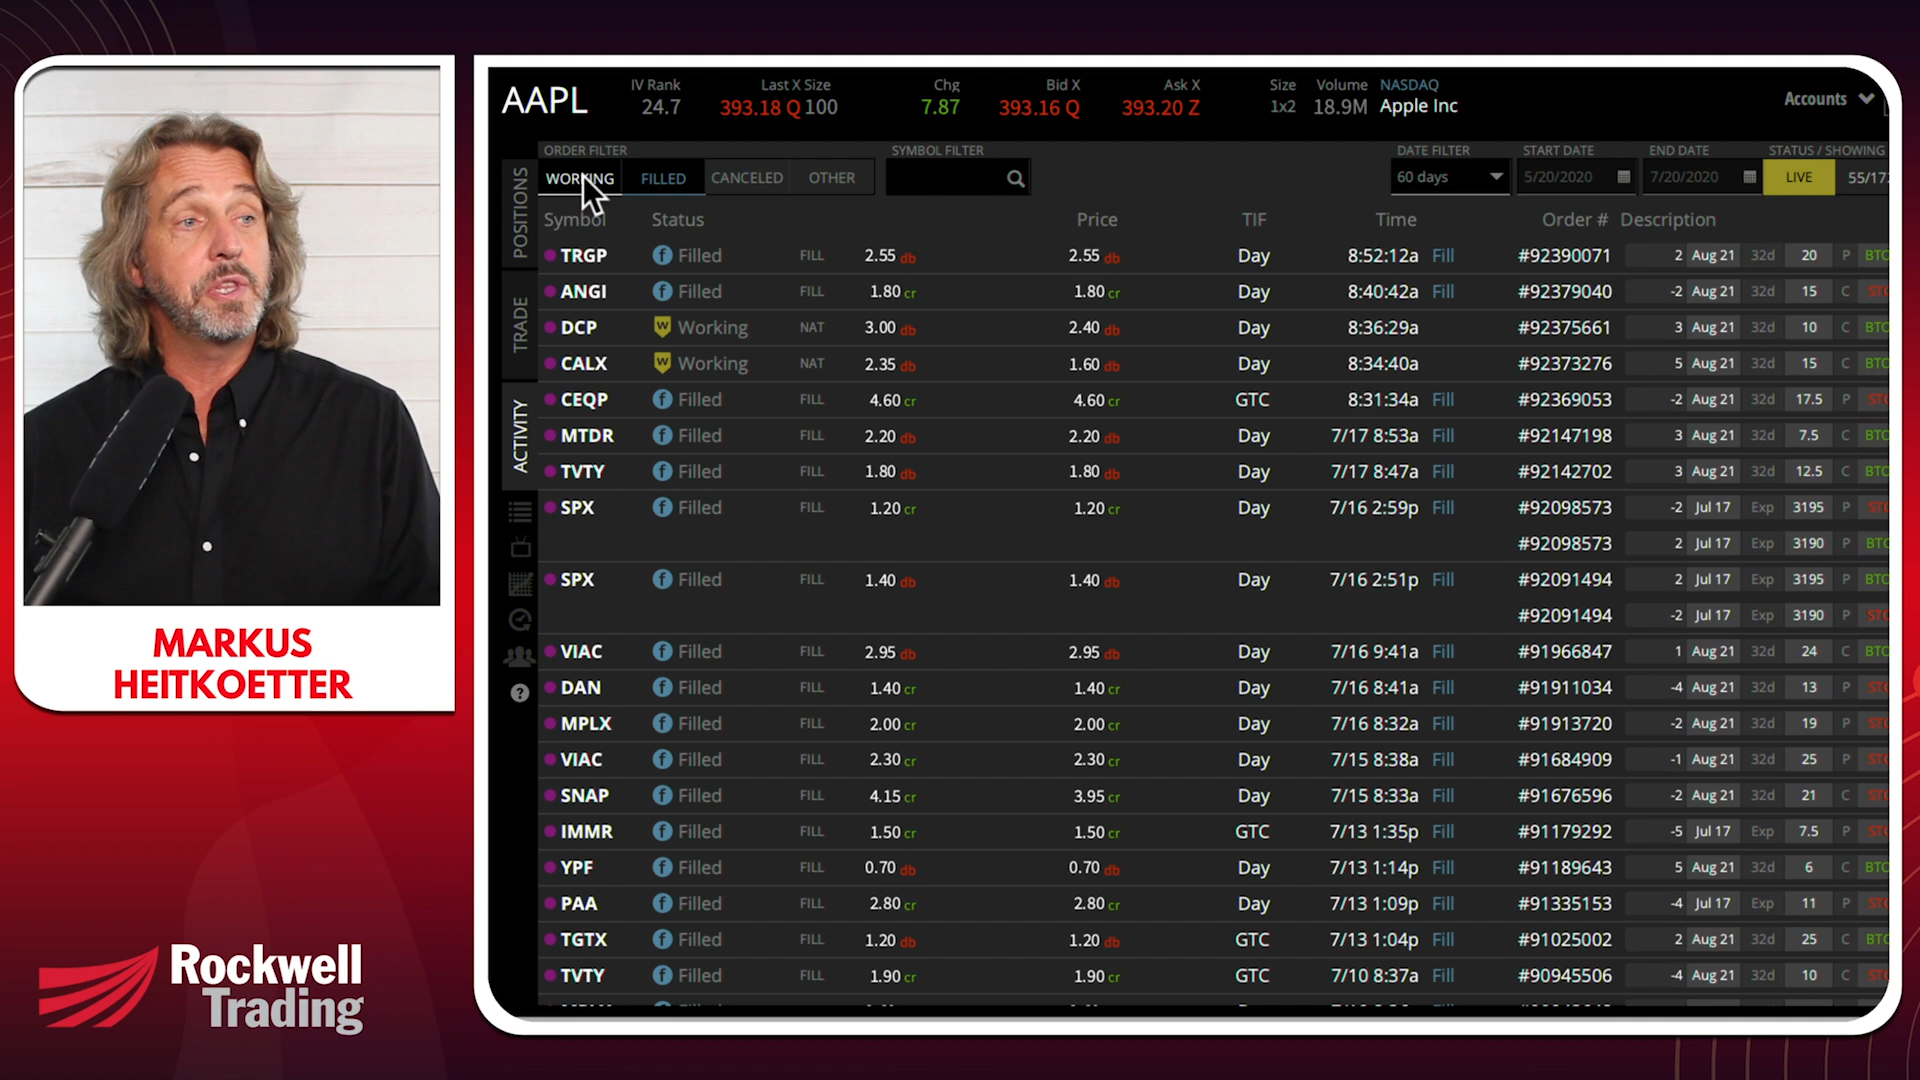 AAPL
IV Rank Last X Size Chg Bid X Ask X Size Volume NASDAQ
24.7 393.18 Q 100 7.87 393.16 Q 393.20 Z 1x2 18.9M Apple Inc
Accounts
ORDER FILTER SYMBOL FILTER DATE FILTER START DATE END DATE STATUS / SHOWING
WORKING FILLED CANCELED OTHER 60 days 5/20/2020 7/20/2020 LIVE
POSITIONS
TRADE
ACTIVITY
Symbol Status Price TIF Time Order # Description
TRGP f Filled FILL 2.55 db 2.55 db Day 8:52:12a Fill #92390071 2 Aug 21 32d 20 P BTC
ANGI f Filled FILL 1.80 cr 1.80 cr Day 8:40:42a Fill #92379040 -2 Aug 21 32d 15 C STO
DCP W Working NAT 3.00 db 2.40 db Day 8:36:29a #92375661 3 Aug 21 32d 10 C BTC
CALX W Working NAT 2.35 db 1.60 db Day 8:34:40a #92373276 5 Aug 21 32d 15 C BTC
CEQP f Filled FILL 4.60 cr 4.60 cr GTC 8:31:34a Fill #92369053 -2 Aug 21 32d 17.5 P STO
MTDR f Filled FILL 2.20 db 2.20 db Day 7/17 8:53a Fill #92147198 3 Aug 21 32d 7.5 C BTC
TVTY f Filled FILL 1.80 db 1.80 db Day 7/17 8:47a Fill #92142702 3 Aug 21 32d 12.5 C BTC
SPX f Filled FILL 1.20 cr 1.20 cr Day 7/16 2:59p Fill #92098573 -2 Jul 17 Exp 3195 P STO
#92098573 2 Jul 17 Exp 3190 P BTO
SPX f Filled FILL 1.40 db 1.40 db Day 7/16 2:51p Fill #92091494 2 Jul 17 Exp 3195 P BTC
#92091494 -2 Jul 17 Exp 3190 P STC
VIAC f Filled FILL 2.95 db 2.95 db Day 7/16 9:41a Fill #91966847 1 Aug 21 32d 24 C BTC
DAN f Filled FILL 1.40 cr 1.40 cr Day 7/16 8:41a Fill #91911034 -4 Aug 21 32d 13 P STO
MPLX f Filled FILL 2.00 cr 2.00 cr Day 7/16 8:32a Fill #91913720 -2 Aug 21 32d 19 P STO
VIAC f Filled FILL 2.30 cr 2.30 cr Day 7/15 8:38a Fill #91684909 -1 Aug 21 32d 25 P STO
SNAP f Filled FILL 4.15 cr 3.95 cr Day 7/15 8:33a Fill #91676596 -2 Aug 21 32d 21 C STO
IMMR f Filled FILL 1.50 cr 1.50 cr GTC 7/13 1:35p Fill #91179292 -5 Jul 17 Exp 7.5 P STO
YPF f Filled FILL 0.70 db 0.70 db Day 7/13 1:14p Fill #91189643 5 Aug 21 32d 6 C BTC
PAA f Filled FILL 2.80 cr 2.80 cr Day 7/13 1:09p Fill #91335153 -4 Jul 17 Exp 11 P STO
TGTX f Filled FILL 1.20 db 1.20 db GTC 7/13 1:04p Fill #91025002 2 Aug 21 32d 25 C BTC
TVTY f Filled FILL 1.90 cr 1.90 cr GTC 7/10 8:37a Fill #90945506 -4 Aug 21 32d 10 C STO
MARKUS
HEITKOETTER
Rockwell
Trading